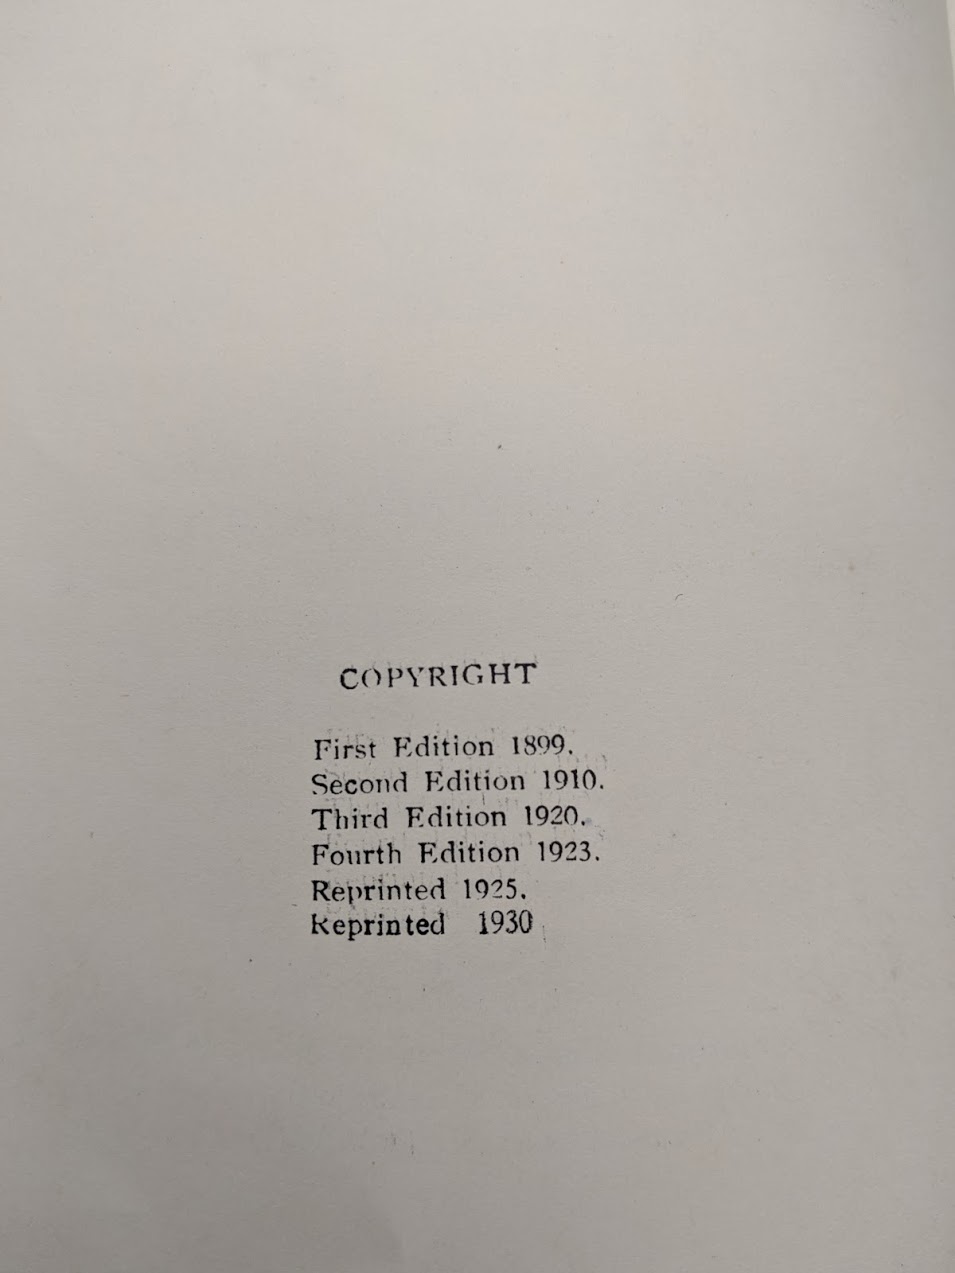 COPYRIGHT
First Edition 1899.
Second Edition 1910.
Third Edition 1920.
Fourth Edition 1923.
Reprinted 1925.
Reprinted 1930